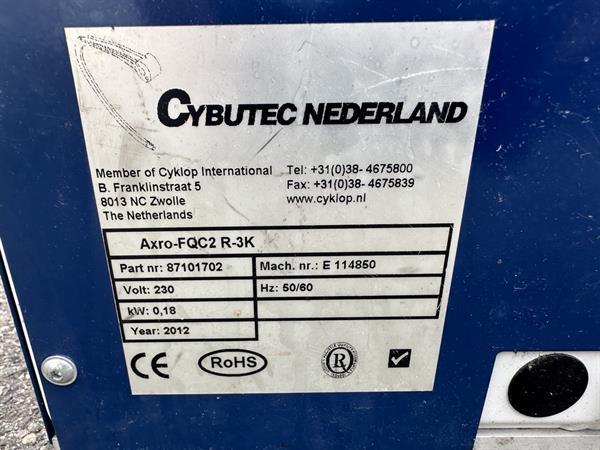 CYBUTEC NEDERLAND
Member of Cyklop International
B. Franklinstraat 5
8013 NC Zwolle
The Netherlands
Tel: +31(0)38- 4675800
Fax: +31(0)38- 4675839
www.cyklop.nl
Axro-FQC2 R-3K
Part nr: 87101702 Mach. nr.: E 114850
Volt: 230 Hz: 50/60
kW: 0,18
Year: 2012
CE RoHS R